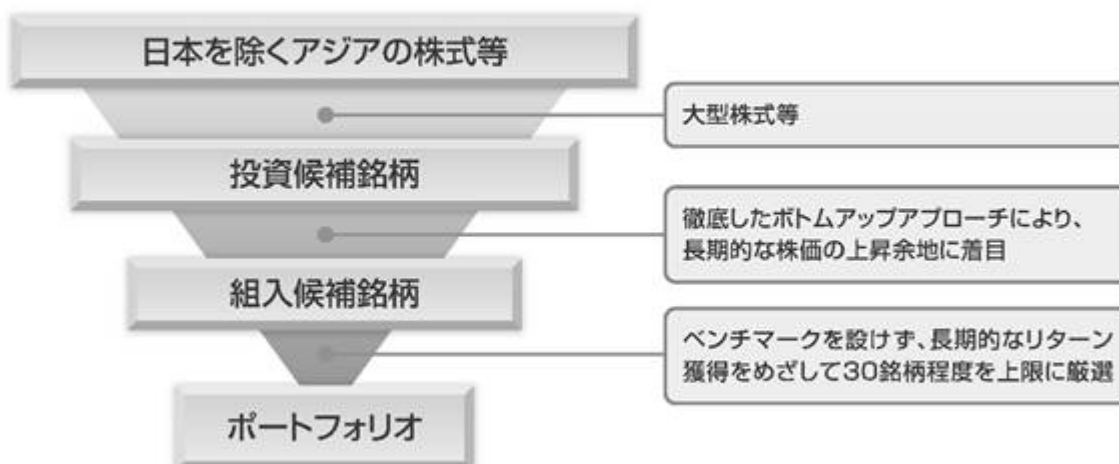 日本を除くアジアの株式等
大型株式等
投資候補銘柄
徹底したボトムアップアプローチにより、
長期的な株価の上昇余地に着目
組入候補銘柄
ベンチマークを設けず、長期的なリターン
獲得をめざして30銘柄程度を上限に厳選
ポートフォリオ